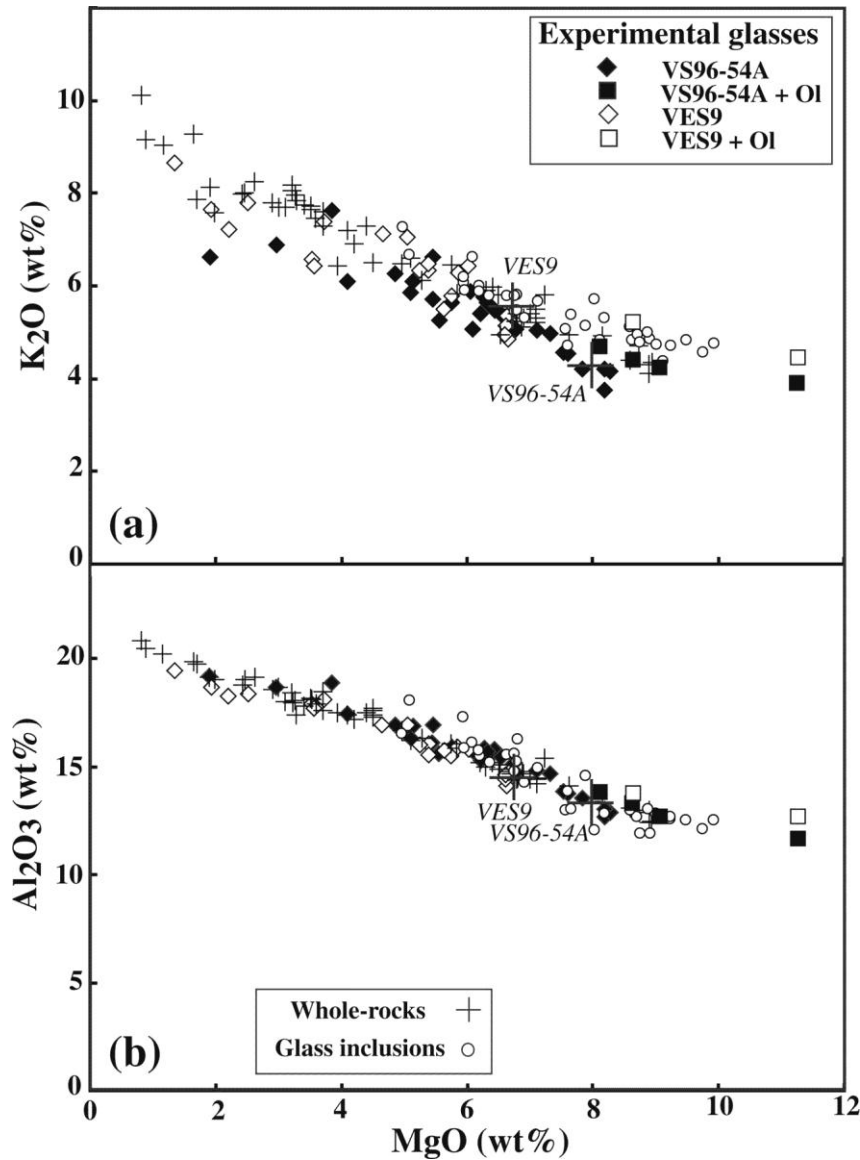 Experimental glasses
VS96-54A
VS96-54A + Ol
VES9
VES9 + Ol
10
8
6
4
2
0
K₂O (wt%)
VES9
VS96-54A
(a)
20
15
10
5
0
Al₂O₃ (wt%)
VES9
VS96-54A
Whole-rocks
Glass inclusions
(b)
0 2 4 6 8 10 12
MgO (wt%)